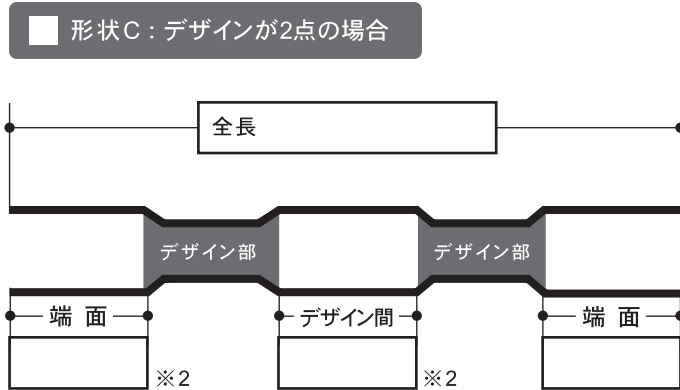 形状C：デザインが2点の場合
全長
デザイン部
デザイン部
端 面
デザイン間
端 面
※2
※2